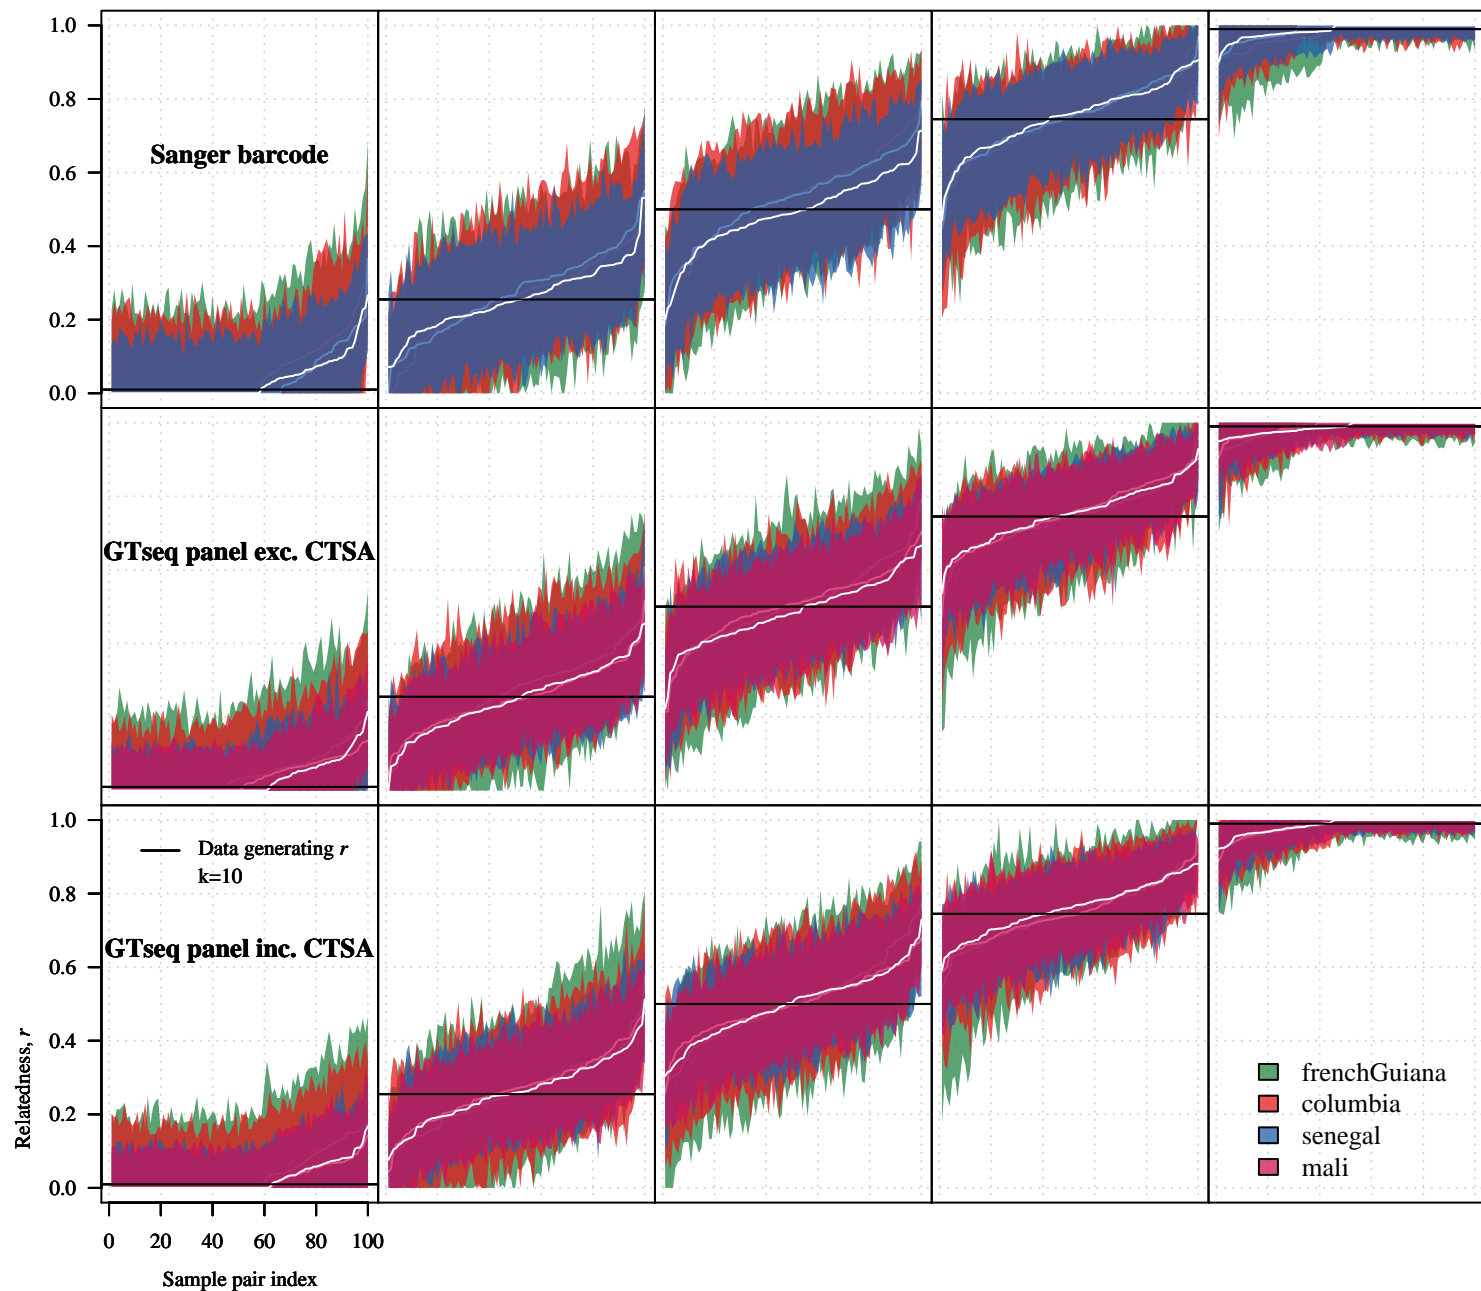 1.0
0.8
Sanger barcode
0.6
0.4
0.2
0.0
GTseq panel exc. CTSA
1.0
Data generating r
k=10
0.8
GTseq panel inc. CTSA
0.6
0.4
0.2
0.0
Relatedness, r
frenchGuiana
columbia
senegal
mali
0 20 40 60 80 100
Sample pair index